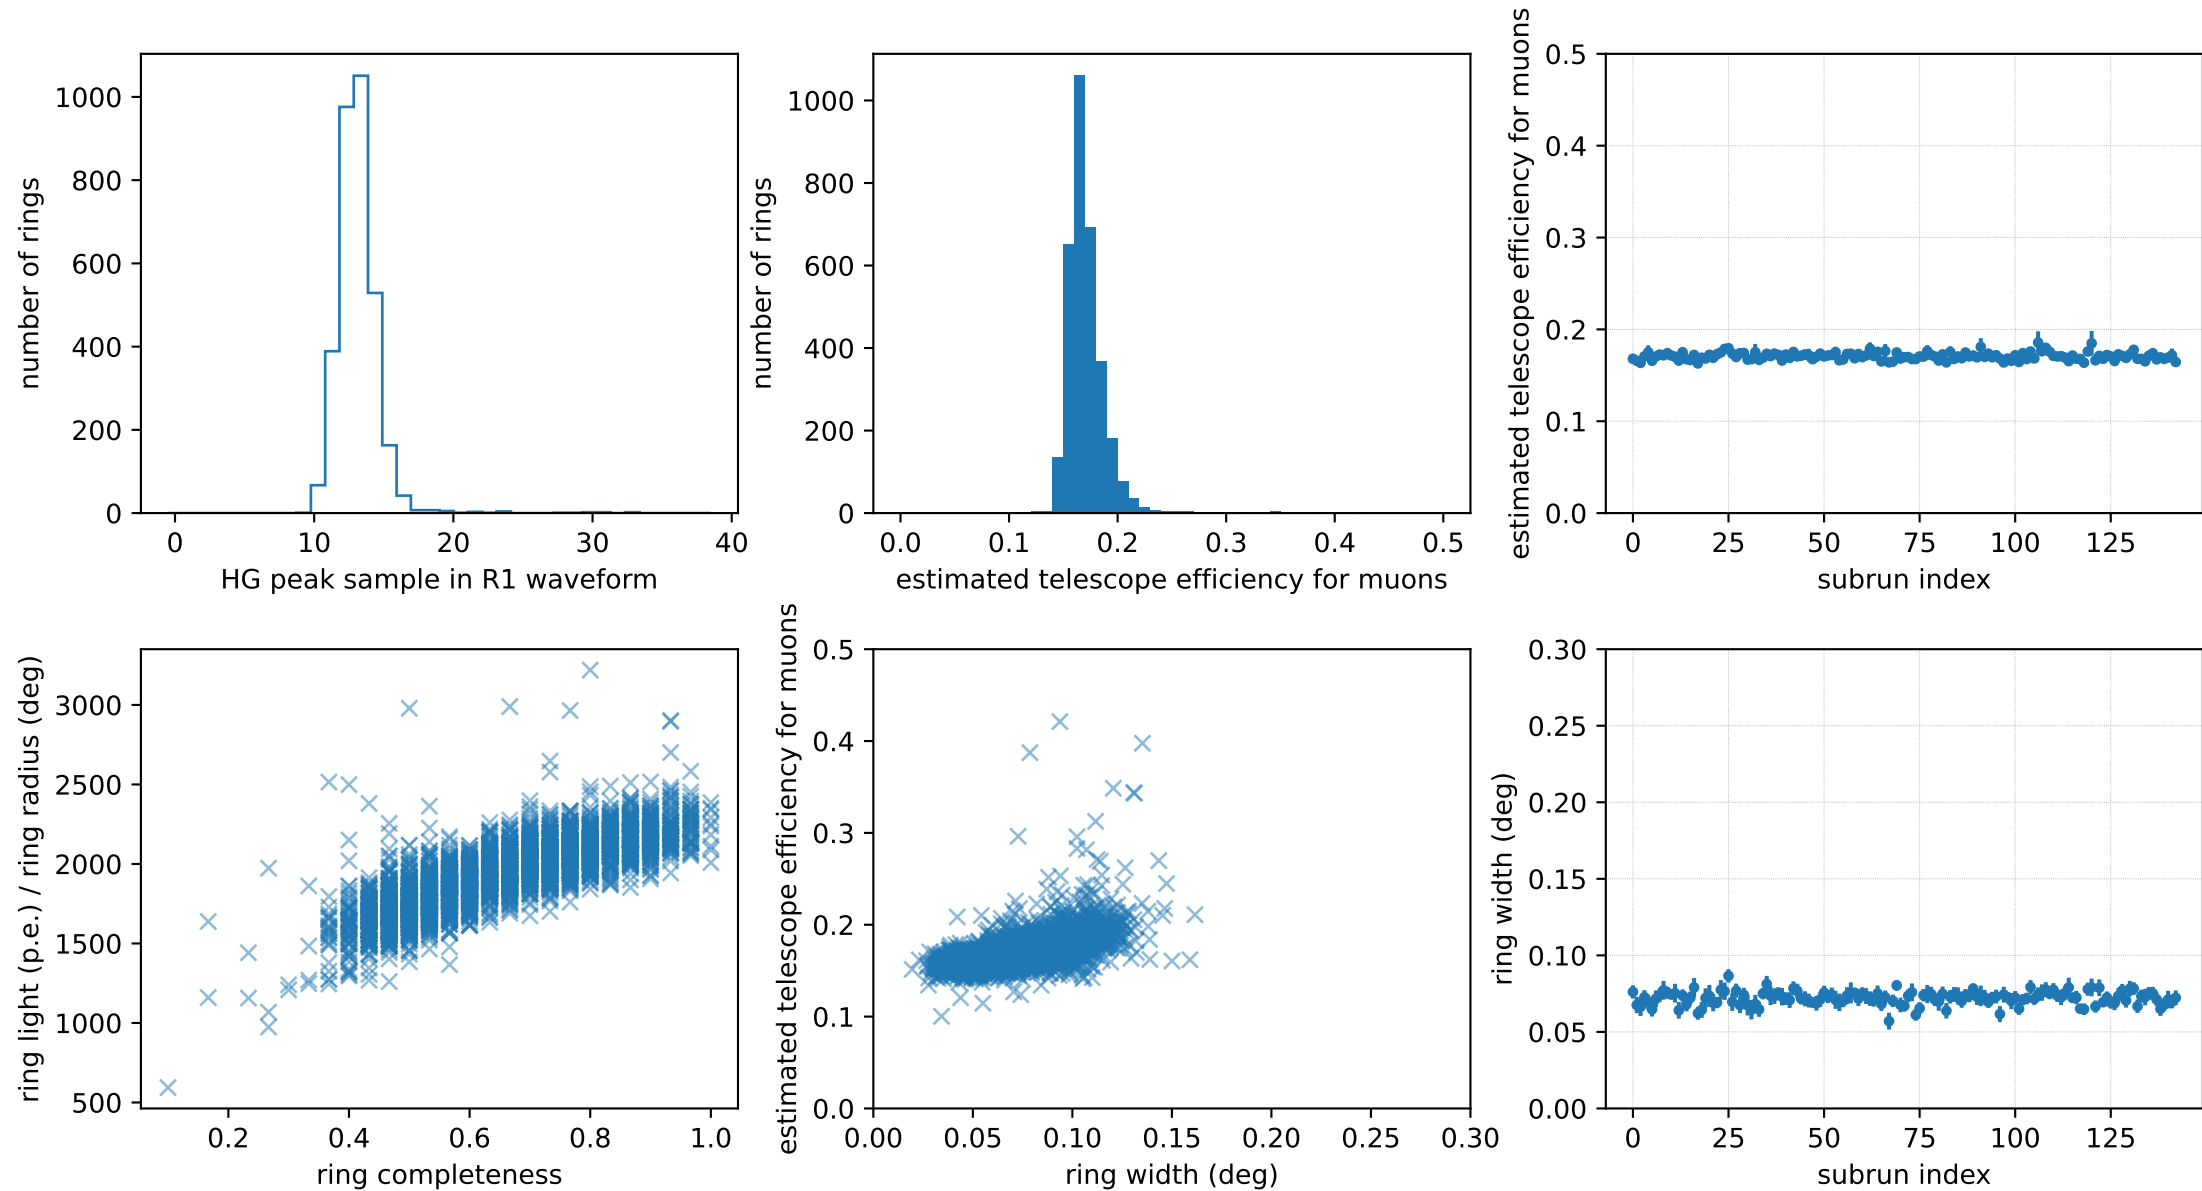 number of rings
1000
800
600
400
200
0
0 10 20 30 40
HG peak sample in R1 waveform
number of rings
1000
800
600
400
200
0
0.0 0.1 0.2 0.3 0.4 0.5
estimated telescope efficiency for muons
estimated telescope efficiency for muons
0.5
0.4
0.3
0.2
0.1
0.0
0 25 50 75 100 125
subrun index
ring light (p.e.) / ring radius (deg)
3000
2500
2000
1500
1000
500
0.2 0.4 0.6 0.8 1.0
ring completeness
estimated telescope efficiency for muons
0.5
0.4
0.3
0.2
0.1
0.0
0.00 0.05 0.10 0.15 0.20 0.25 0.30
ring width (deg)
ring width (deg)
0.30
0.25
0.20
0.15
0.10
0.05
0.00
0 25 50 75 100 125
subrun index